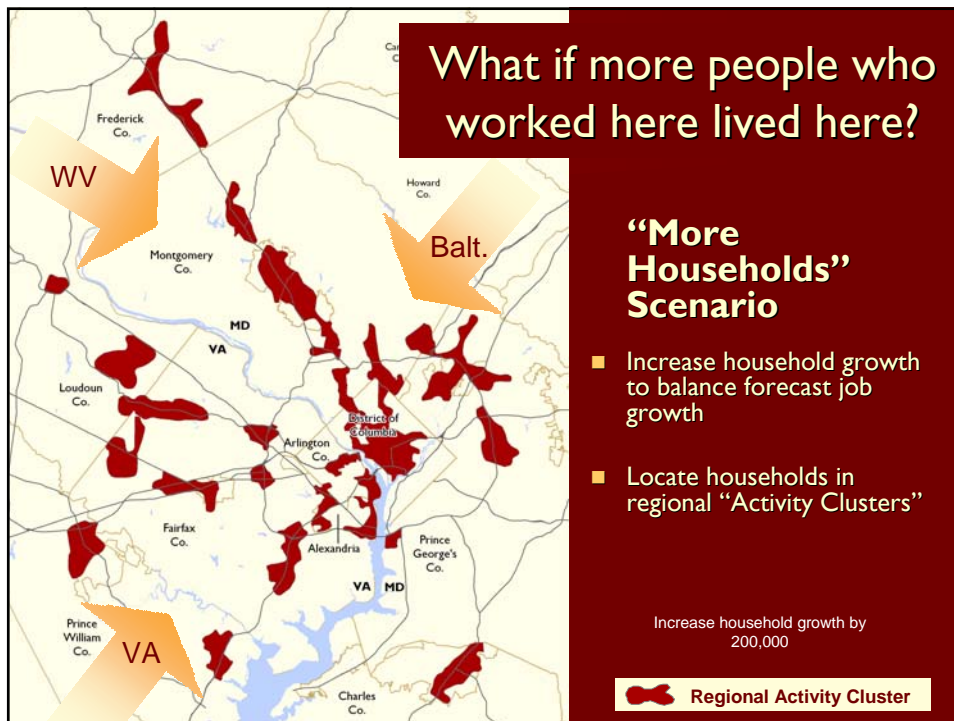 What if more people who
worked here lived here?
Frederick
Co.
WV
Howard
Co.
Balt.
Montgomery
Co.
MD
VA
Loudoun
Co.
District of
Columbia
Arlington
Co.
Fairfax
Co.
Alexandria
Prince
George's
Co.
VA
MD
Prince
William
Co.
VA
Charles
Co.
“More
Households”
Scenario
Increase household growth
to balance forecast job
growth
Locate households in
regional “Activity Clusters”
Increase household growth by
200,000
Regional Activity Cluster